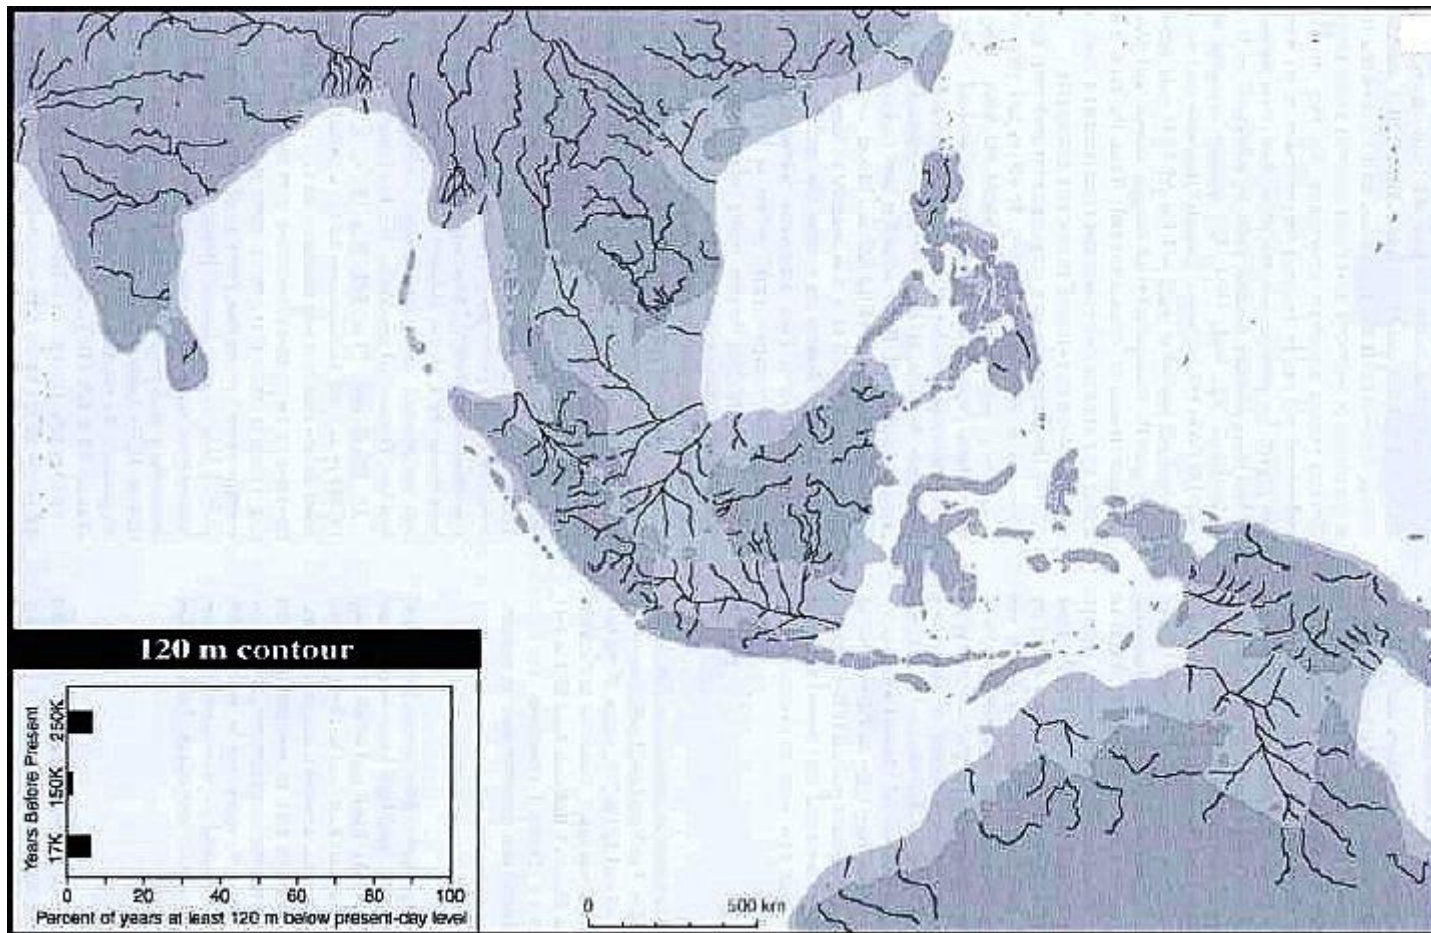 120 m contour
Years Before Present
250K
150K
17K
0 20 40 60 80 100
Percent of years at least 120 m below present-day level
0 500 km